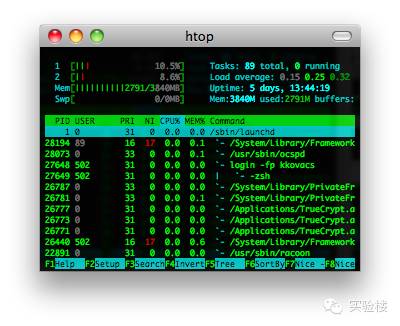 htop
1 [|||                10.5%] Tasks: 89 total, 0 running
2 [||                  8.6%] Load average: 0.15 0.25 0.32
Mem[||||||||||2791/3840MB] Uptime: 5 days, 13:44:19
Swp[                0/0MB] Mem:3840M used:2791M buffers:
PID USER PRI NI CPU% MEM% Command
1 0 31 0 0.0 0.0 /sbin/launchd
28194 89 16 17 0.0 0.1 `- /System/Library/Framework
28073 0 33 0 0.0 0.1 `- /usr/sbin/ocspd
27648 502 31 0 0.0 0.0 `- login -fp kkovacs
27649 502 31 0 0.0 0.0 | `- -zsh
26787 0 31 0 0.0 0.0 `- /System/Library/PrivateFr
26781 0 33 0 0.0 0.0 `- /System/Library/PrivateFr
26777 0 31 0 0.0 0.0 `- /Applications/TrueCrypt.a
26773 0 31 0 0.0 0.0 `- /Applications/TrueCrypt.a
26771 0 31 0 0.0 0.0 `- /Applications/TrueCrypt.a
26440 502 16 17 0.0 0.6 `- /System/Library/Framework
22891 0 31 0 0.0 0.0 `- /usr/sbin/racoon
F1Help F2Setup F3SearchF4InvertF5Tree F6SortByF7Nice -F8Nice
实验楼